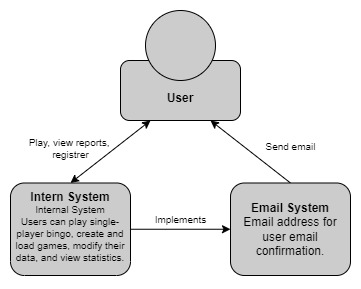 User
Play, view reports,
registrer
Send email
Intern System
Internal System
Users can play single-
player bingo, create and
load games, modify their
data, and view statistics.
Implements
Email System
Email address for
user email
confirmation.